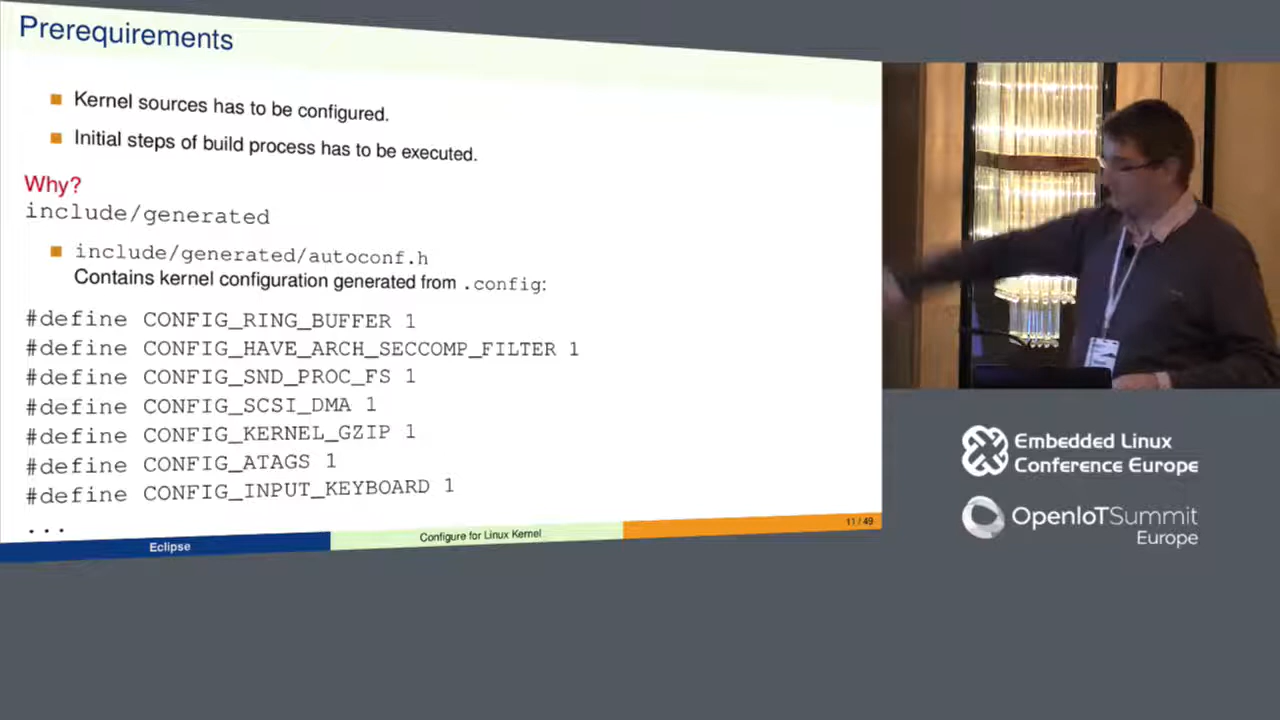 Prerequirements
Kernel sources has to be configured.
Initial steps of build process has to be executed.
Why?
include/generated
include/generated/autoconf.h
Contains kernel configuration generated from .config:
#define CONFIG_RING_BUFFER 1
#define CONFIG_HAVE_ARCH_SECCOMP_FILTER 1
#define CONFIG_SND_PROC_FS 1
#define CONFIG_SCSI_DMA 1
#define CONFIG_KERNEL_GZIP 1
#define CONFIG_ATAGS 1
#define CONFIG_INPUT_KEYBOARD 1
...
Eclipse
Configure for Linux Kernel
11 / 49
Embedded Linux
Conference Europe
OpenIoTSummit
Europe